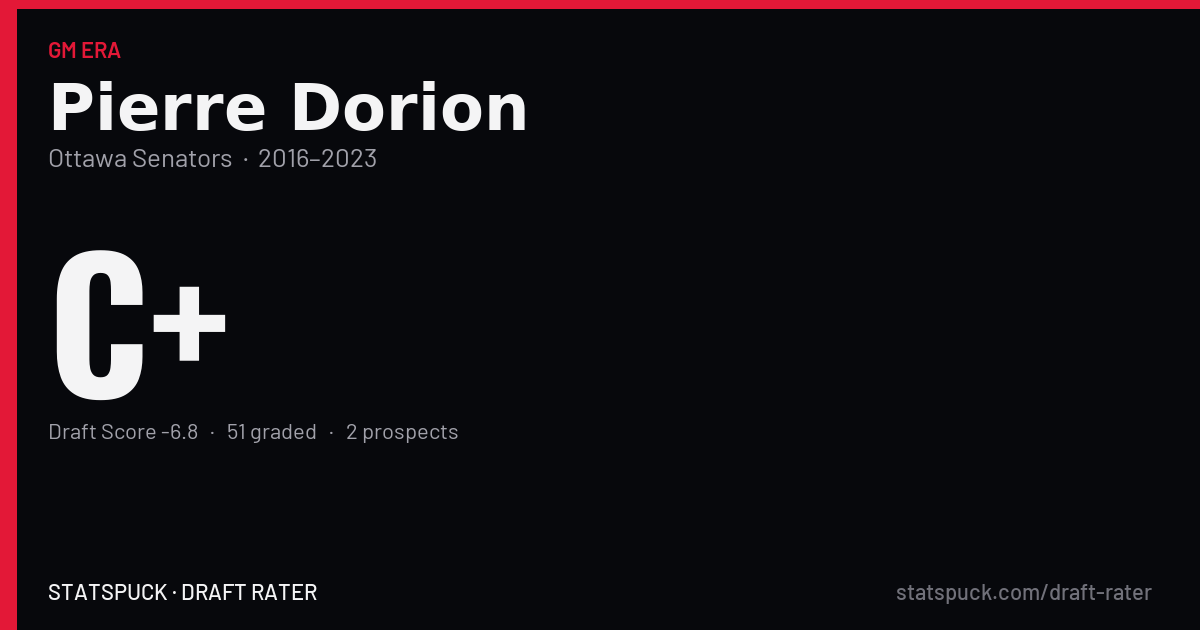 GM ERA
Pierre Dorion
Ottawa Senators · 2016–2023
C+
Draft Score -6.8 · 51 graded · 2 prospects
STATSPUCK · DRAFT RATER
statspuck.com/draft-rater